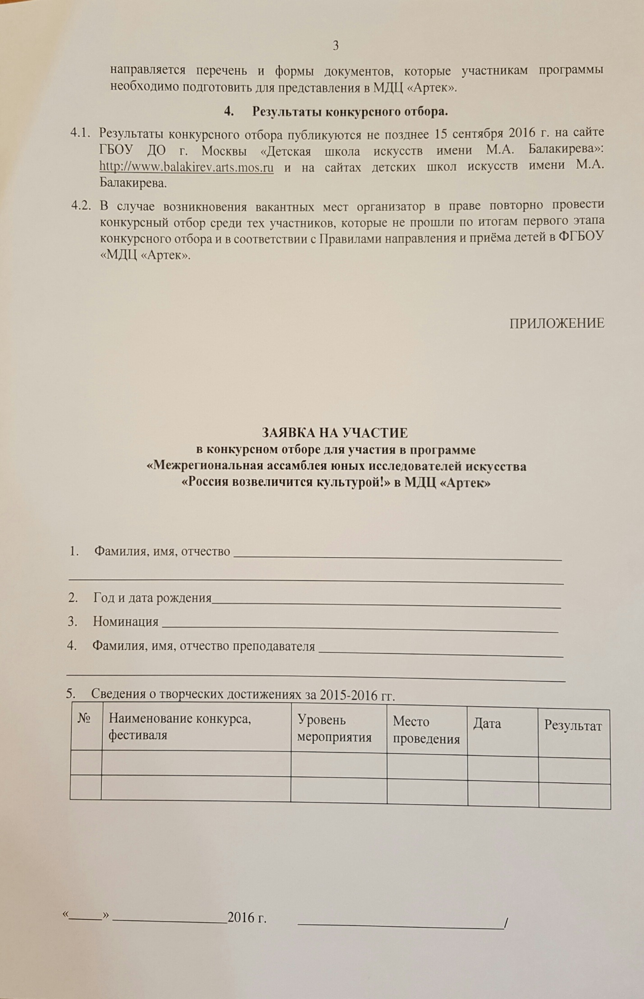 3
направляется перечень и формы документов, которые участникам программы
необходимо подготовить для представления в МДЦ «Артек».
4. Результаты конкурсного отбора.
4.1. Результаты конкурсного отбора публикуются не позднее 15 сентября 2016 г. на сайте
ГБОУ ДО г. Москвы «Детская школа искусств имени М.А. Балакирева»:
http://www.balakirev.arts.mos.ru и на сайтах детских школ искусств имени М.А.
Балакирева.
4.2. В случае возникновения вакантных мест организатор в праве повторно провести
конкурсный отбор среди тех участников, которые не прошли по итогам первого этапа
конкурсного отбора и в соответствии с Правилами направления и приёма детей в ФГБОУ
«МДЦ «Артек».
ПРИЛОЖЕНИЕ
ЗАЯВКА НА УЧАСТИЕ
в конкурсном отборе для участия в программе
«Межрегиональная ассамблея юных исследователей искусства
«Россия возвеличится культурой!» в МДЦ «Артек»
1. Фамилия, имя, отчество
2. Год и дата рождения
3. Номинация
4. Фамилия, имя, отчество преподавателя
5. Сведения о творческих достижениях за 2015-2016 гг.
№ Наименование конкурса, Уровень Место Дата Результат
фестиваля мероприятия проведения
«_____» _________________2016 г. ______________________________/